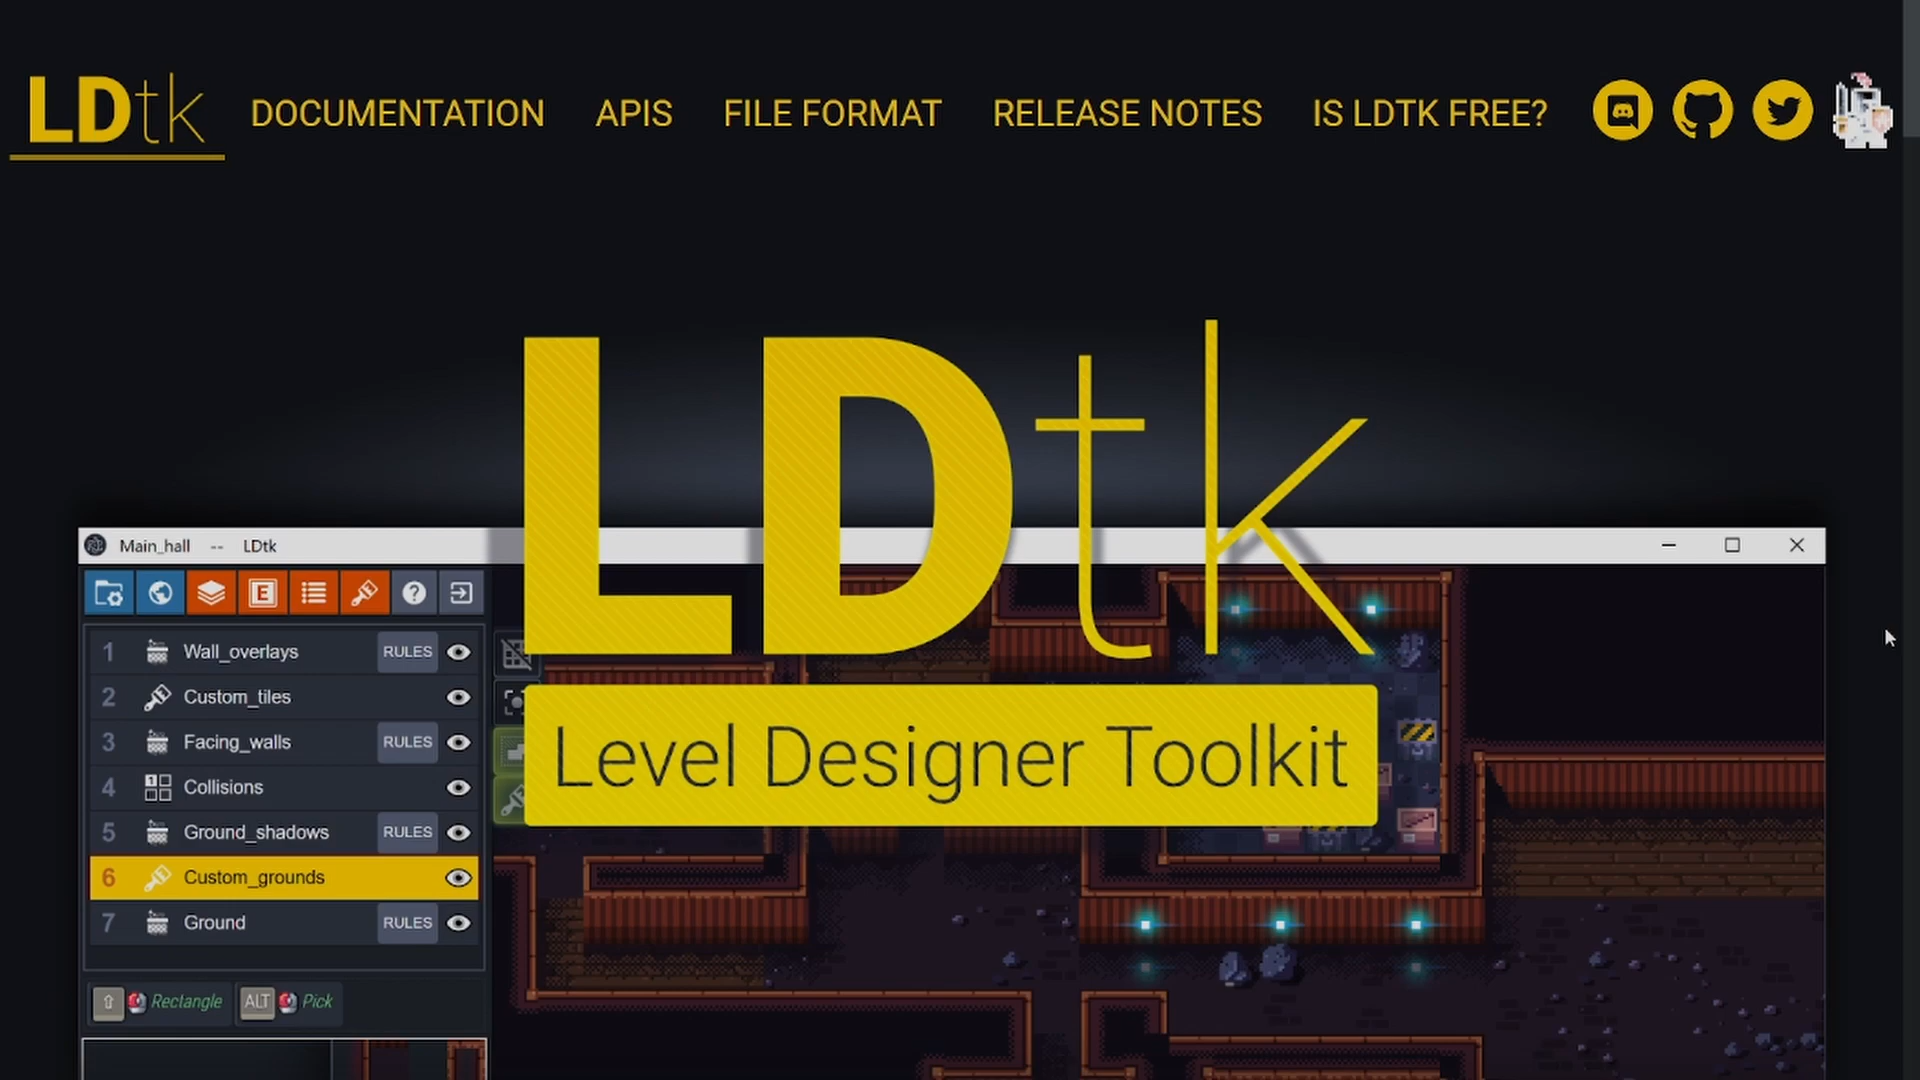 LDtk DOCUMENTATION APIS FILE FORMAT RELEASE NOTES IS LDTK FREE?
LDtk
Level Designer Toolkit
Main_hall -- LDtk
E ?
1 Wall_overlays RULES
2 Custom_tiles
3 Facing_walls RULES
4 Collisions
5 Ground_shadows RULES
6 Custom_grounds
7 Ground RULES
⇧ Rectangle ALT Pick